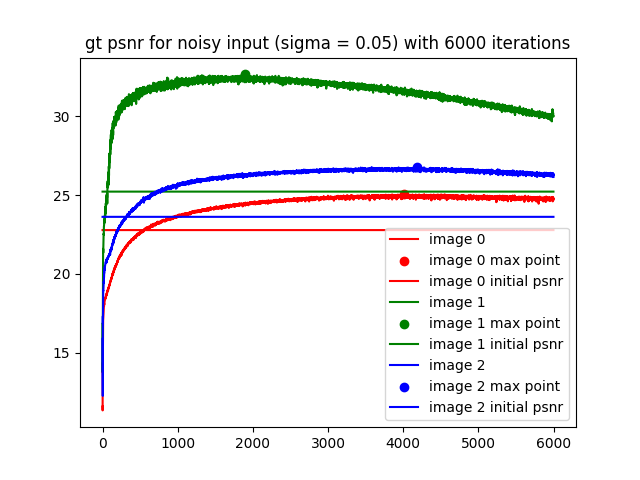 gt psnr for noisy input (sigma = 0.05) with 6000 iterations
30
25
20
15
image 0
image 0 max point
image 0 initial psnr
image 1
image 1 max point
image 1 initial psnr
image 2
image 2 max point
image 2 initial psnr
0 1000 2000 3000 4000 5000 6000